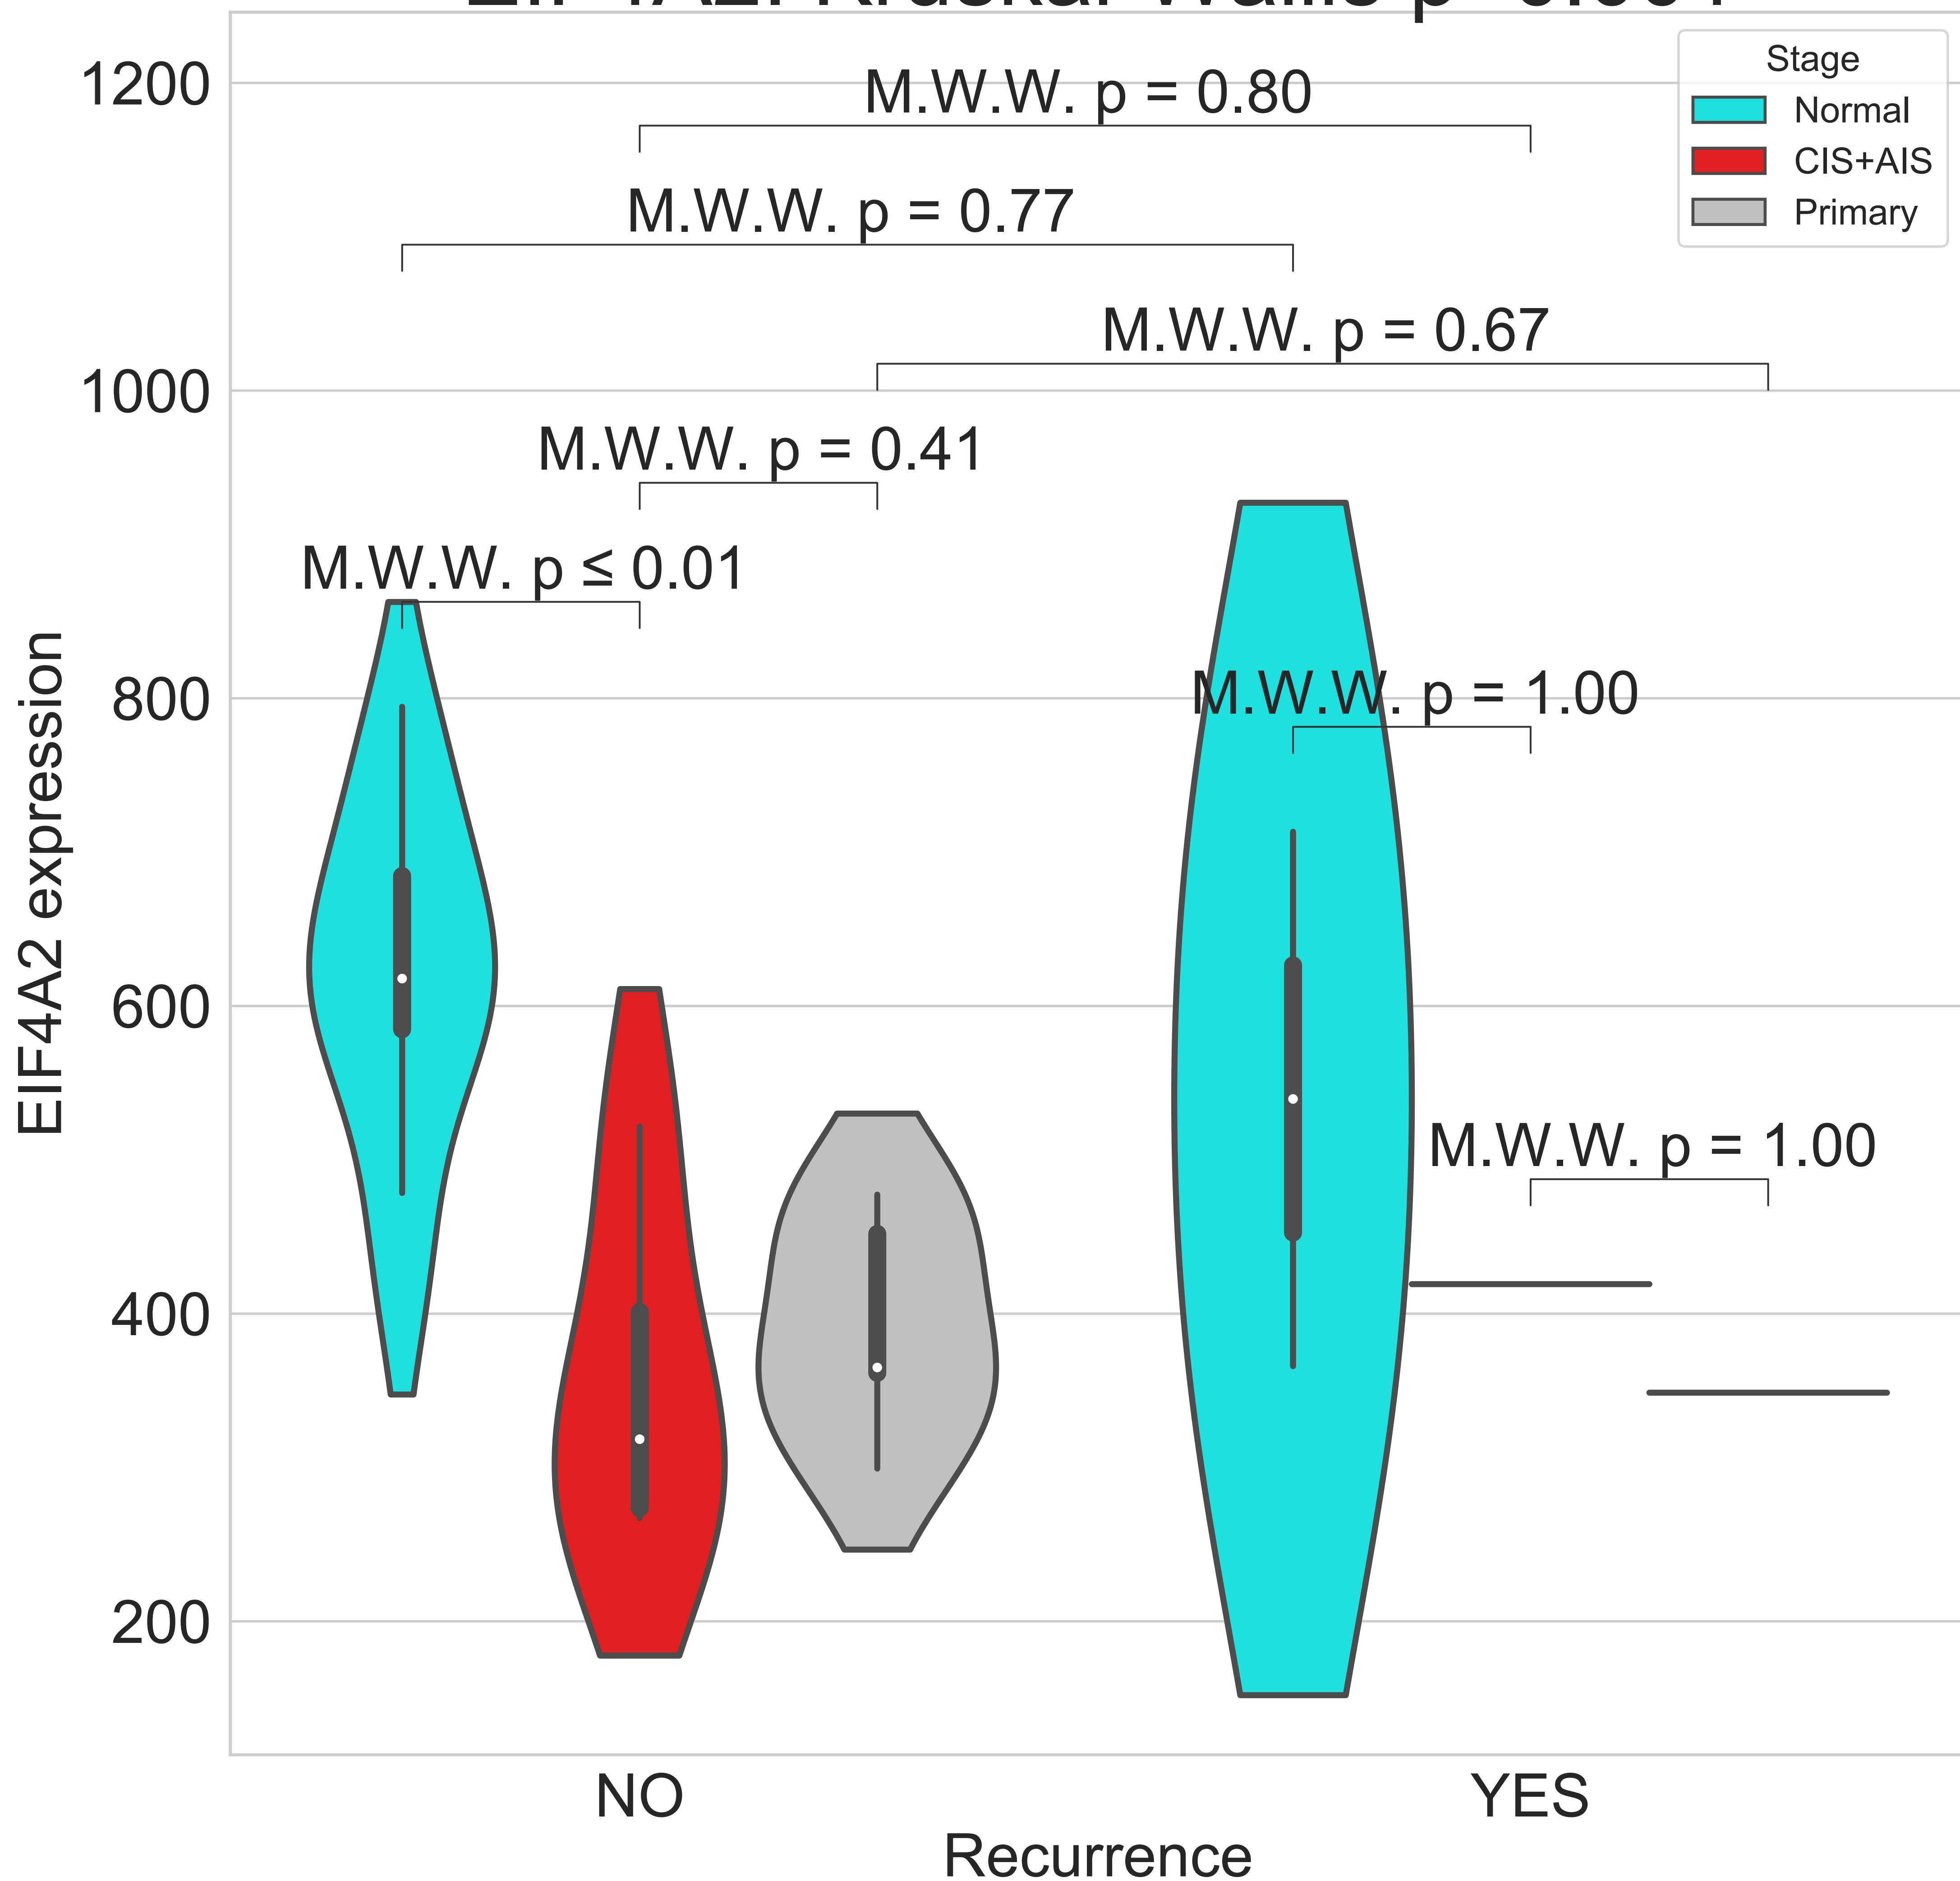 1200
M.W.W. p = 0.80
Stage
Normal
CIS+AIS
Primary
M.W.W. p = 0.77
M.W.W. p = 0.67
1000
M.W.W. p = 0.41
M.W.W. p ≤ 0.01
800
M.W.W. p = 1.00
EIF4A2 expression
600
M.W.W. p = 1.00
400
200
NO
YES
Recurrence